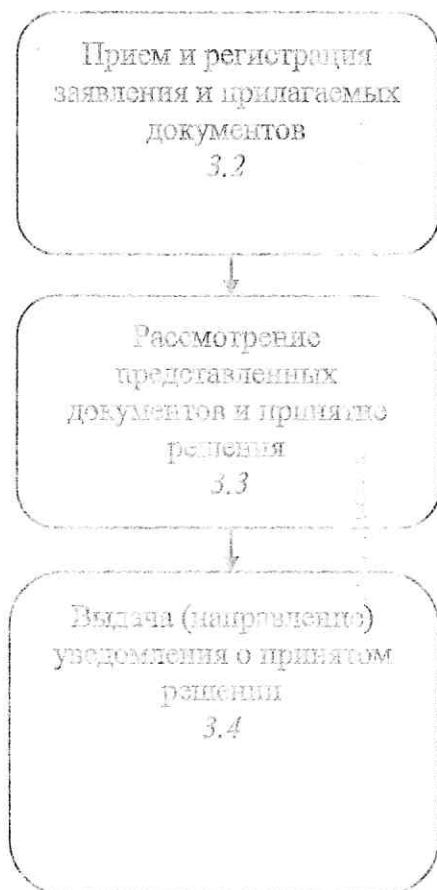 Прием и регистрация
заявления и прилагаемых
документов
3.2
Рассмотрение
представленных
документов и принятие
решения
3.3
Выдача (направление)
уведомления о принятом
решении
3.4